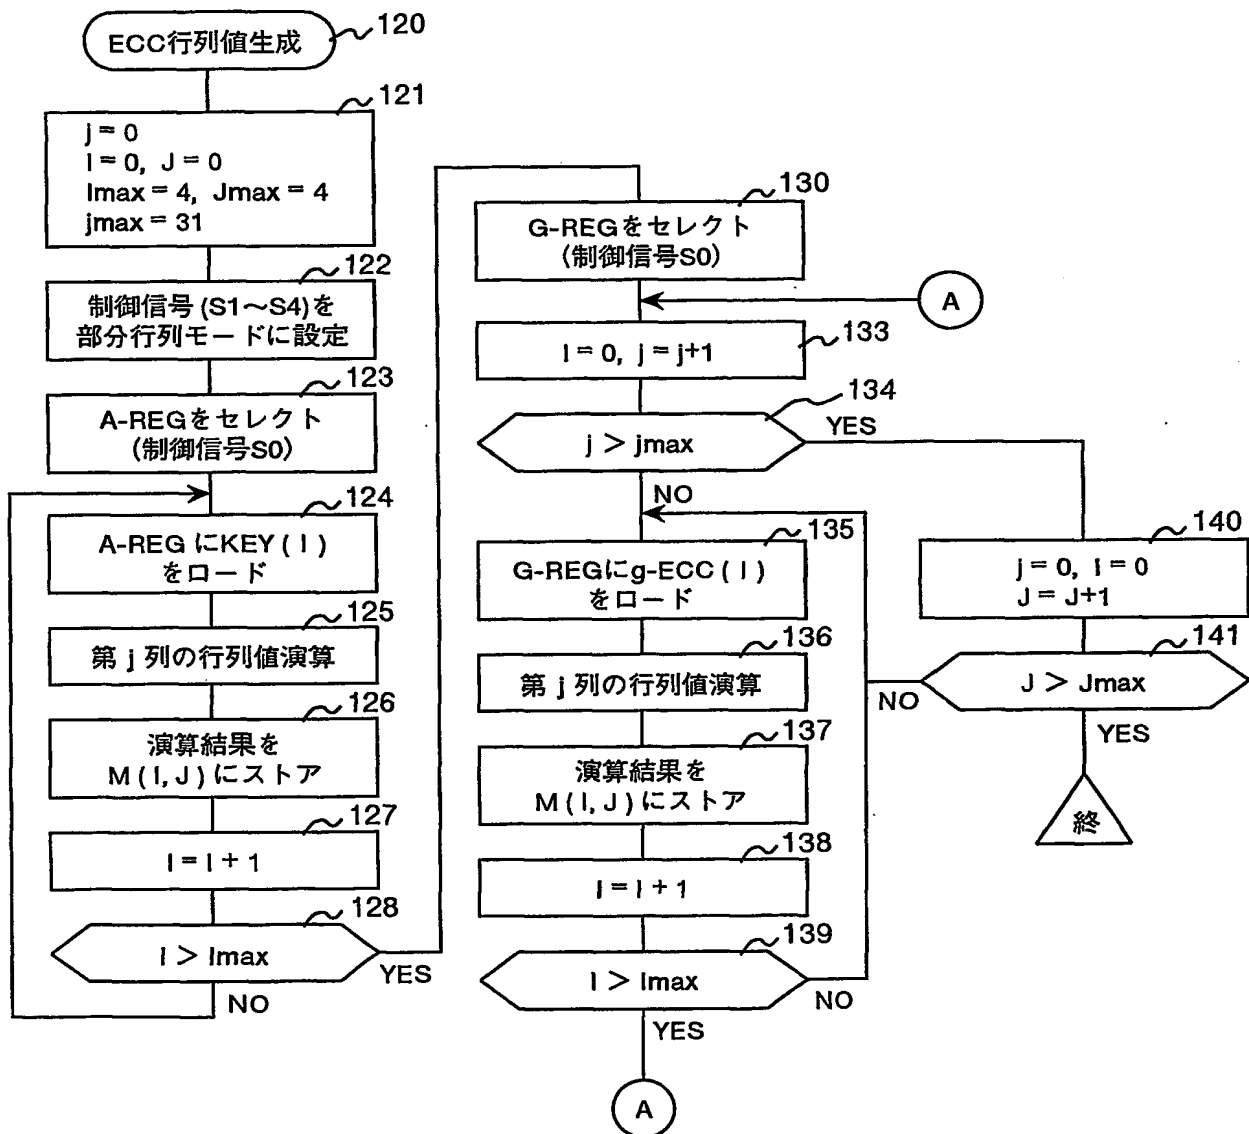 ECC行列値生成
120
121
j = 0
I = 0, J = 0
Imax = 4, Jmax = 4
jmax = 31
122
制御信号(S1～S4)を
部分行列モードに設定
123
A-REGをセレクト
(制御信号S0)
124
A-REG にKEY ( I )
をロード
125
第 j 列の行列値演算
126
演算結果を
M ( I, J ) にストア
127
I = I + 1
128
I > Imax
YES
NO
130
G-REGをセレクト
(制御信号S0)
A
133
I = 0, j = j+1
134
j > jmax
YES
NO
135
G-REGにg-ECC ( I )
をロード
136
第 j 列の行列値演算
137
演算結果を
M ( I, J ) にストア
138
I = I + 1
139
I > Imax
NO
YES
A
140
j = 0, I = 0
J = J+1
141
J > Jmax
NO
YES
終